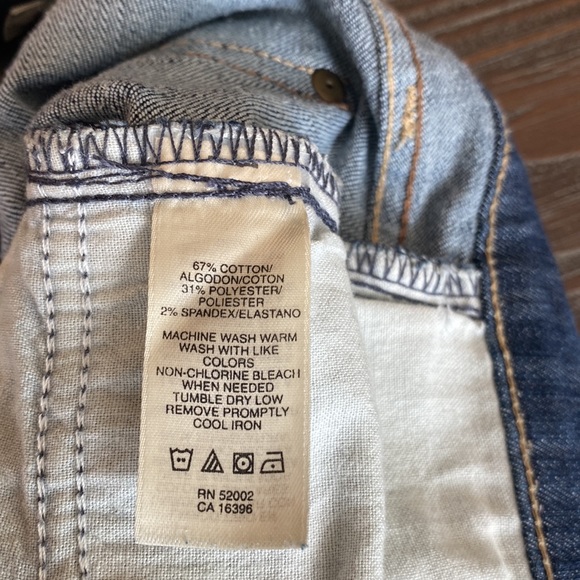 67% COTTON/
ALGODON/COTON
31% POLYESTER/
POLIESTER
2% SPANDEX/ELASTANO
MACHINE WASH WARM
WASH WITH LIKE
COLORS
NON-CHLORINE BLEACH
WHEN NEEDED
TUMBLE DRY LOW
REMOVE PROMPTLY
COOL IRON
RN 52002
CA 16396